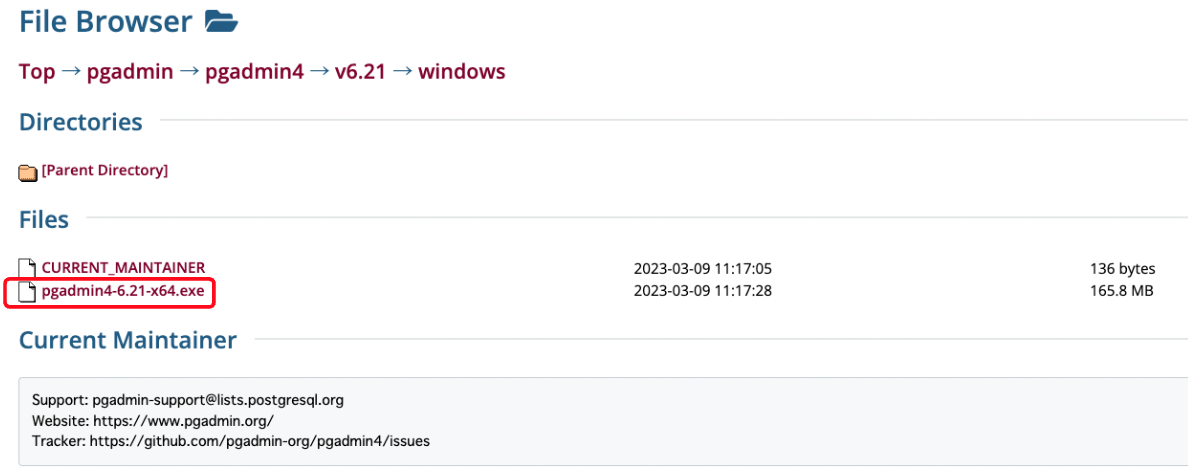 File Browser
Top → pgadmin → pgadmin4 → v6.21 → windows
Directories
[Parent Directory]
Files
CURRENT_MAINTAINER 2023-03-09 11:17:05 136 bytes
pgadmin4-6.21-x64.exe 2023-03-09 11:17:28 165.8 MB
Current Maintainer
Support: pgadmin-support@lists.postgresql.org
Website: https://www.pgadmin.org/
Tracker: https://github.com/pgadmin-org/pgadmin4/issues